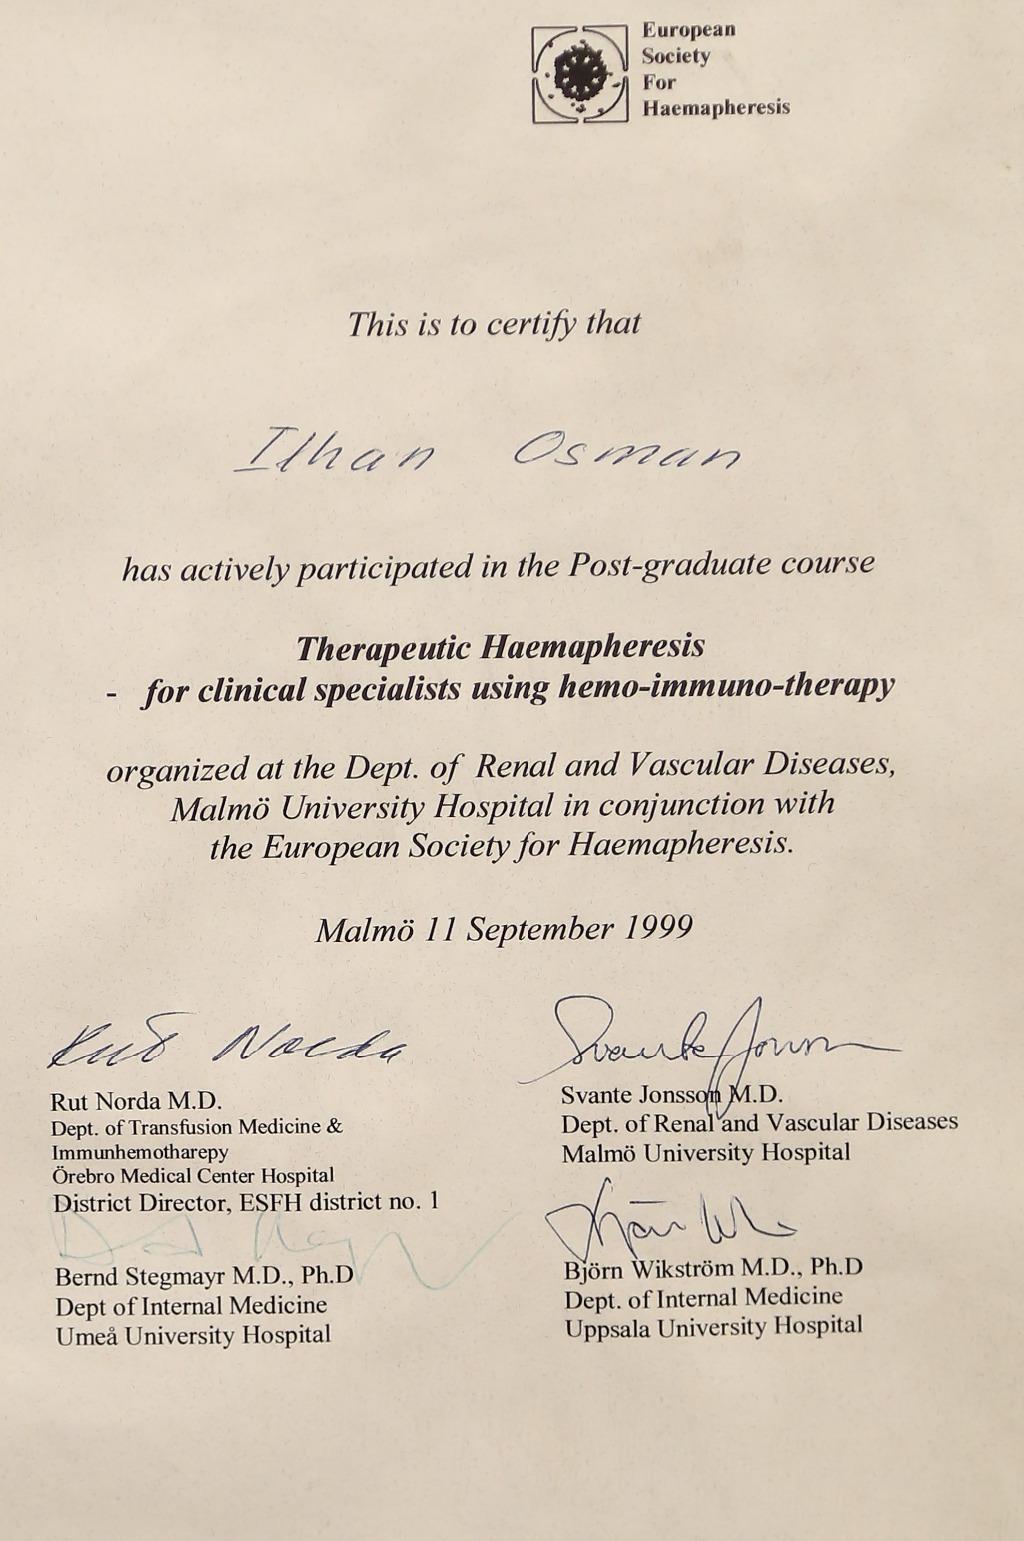 European
Society
For
Haemapheresis
This is to certify that
Ilhan Osman
has actively participated in the Post-graduate course
Therapeutic Haemapheresis
- for clinical specialists using hemo-immuno-therapy
organized at the Dept. of Renal and Vascular Diseases,
Malmö University Hospital in conjunction with
the European Society for Haemapheresis.
Malmö 11 September 1999
Rut Norda
Rut Norda M.D.
Dept. of Transfusion Medicine &
Immunhemotharepy
Örebro Medical Center Hospital
District Director, ESFH district no. 1
Svante Jonsson
Svante Jonsson M.D.
Dept. of Renal and Vascular Diseases
Malmö University Hospital
Bernd Stegmayr M.D., Ph.D
Dept of Internal Medicine
Umeå University Hospital
Björn Wikström M.D., Ph.D
Dept. of Internal Medicine
Uppsala University Hospital